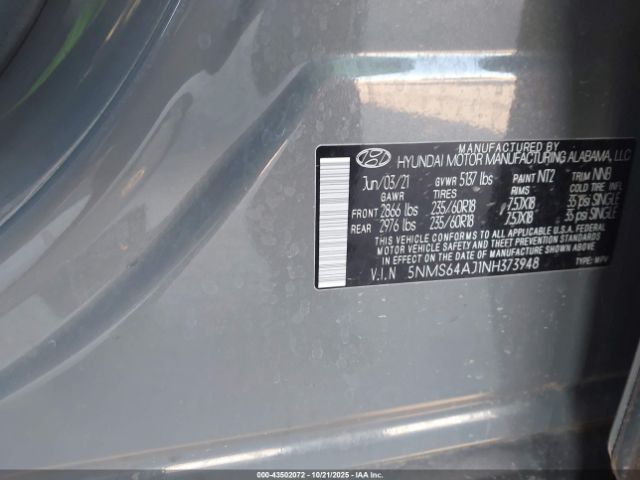 MANUFACTURED BY
HYUNDAI MOTOR MANUFACTURING ALABAMA, LLC
Jun/03/21 GVWR 5137 lbs PAINT NT2 TRIM NNB
GAWR TIRES RIMS COLD TIRE INFL
FRONT 2866 lbs 235/60R18 7.5JX18 35 psi SINGLE
REAR 2976 lbs 235/60R18 7.5JX18 35 psi SINGLE
THIS VEHICLE CONFORMS TO ALL APPLICABLE U.S.A. FEDERAL
MOTOR VEHICLE SAFETY AND THEFT PREVENTION STANDARDS
IN EFFECT ON THE DATE OF MANUFACTURE SHOWN ABOVE.
V.I.N 5NMS64AJ1NH373948 TYPE: MPV
000-43502072 - 10/21/2025 - IAAI.COM